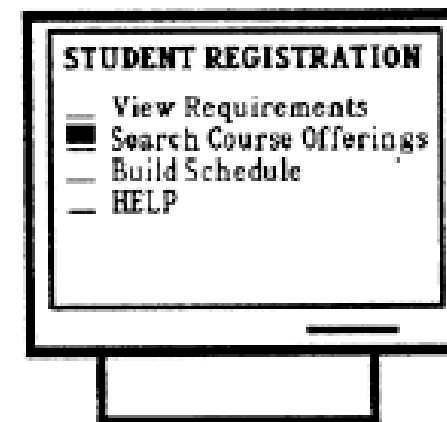 STUDENT REGISTRATION
View Requirements
Search Course Offerings
Build Schedule
HELP